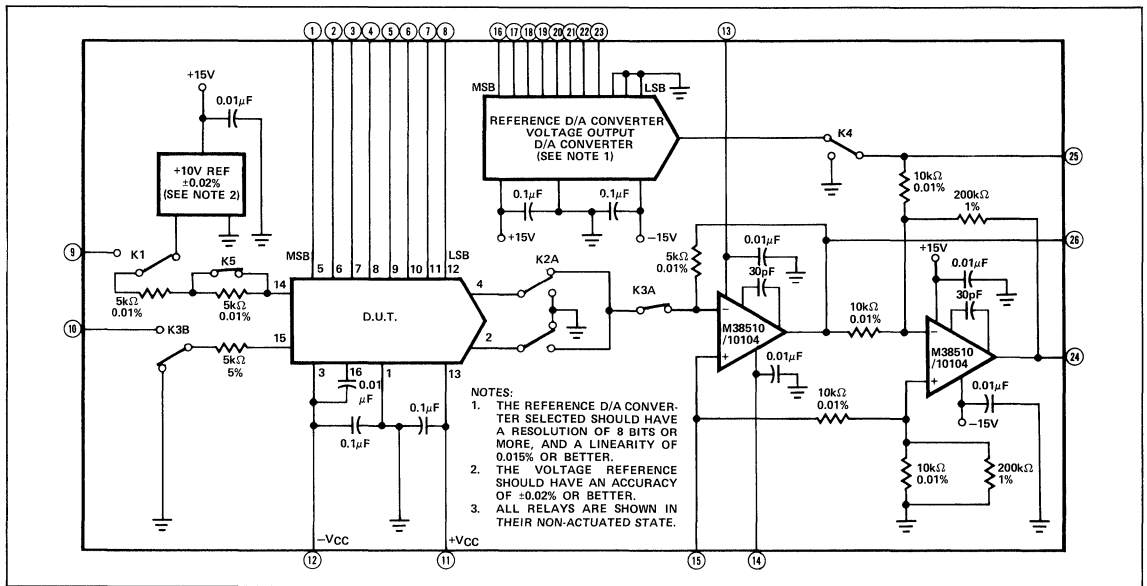 1 2 3 4 5 6 7 8
16 17 18 19 20 21 22 23
13
+15V
0.01µF
+10V REF
±0.02%
(SEE NOTE 2)
MSB
LSB
REFERENCE D/A CONVERTER
VOLTAGE OUTPUT
D/A CONVERTER
(SEE NOTE 1)
0.1µF
0.1µF
+15V
−15V
K4
25
10kΩ
0.01%
200kΩ
1%
26
9
K1
K5
5kΩ
0.01%
5kΩ
0.01%
10
K3B
5kΩ
5%
MSB
LSB
5 6 7 8 9 10 11 12
14
15
D.U.T.
4
2
3
16
1
13
0.01
µF
0.1µF
0.1µF
K2A
K3A
5kΩ
0.01%
0.01µF
30pF
−
M38510
/10104
+
0.01µF
10kΩ
0.01%
+15V
0.01µF
30pF
−
M38510
/10104
+
24
0.01µF
−15V
10kΩ
0.01%
10kΩ
0.01%
200kΩ
1%
NOTES:
1. THE REFERENCE D/A CONVER-
TER SELECTED SHOULD HAVE
A RESOLUTION OF 8 BITS OR
MORE, AND A LINEARITY OF
0.015% OR BETTER.
2. THE VOLTAGE REFERENCE
SHOULD HAVE AN ACCURACY
OF ±0.02% OR BETTER.
3. ALL RELAYS ARE SHOWN IN
THEIR NON-ACTUATED STATE.
−VCC
+VCC
12
11
15
14